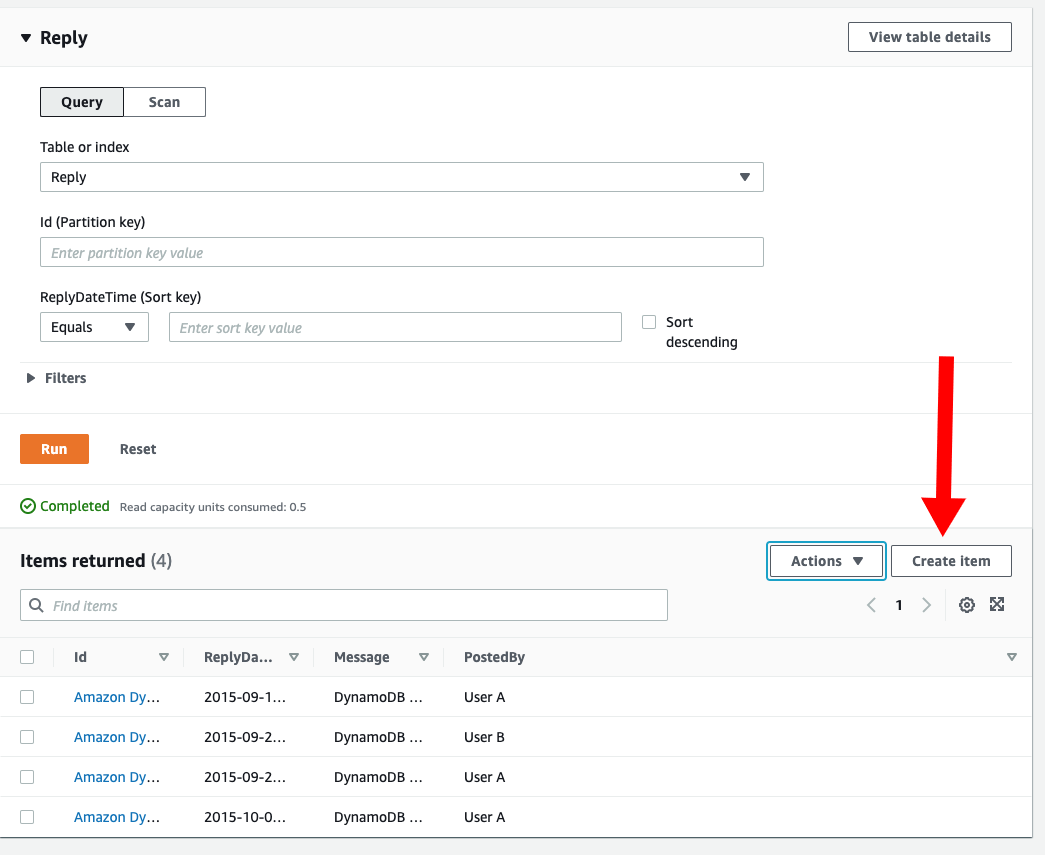 Reply
View table details
Query Scan
Table or index
Reply
Id (Partition key)
Enter partition key value
ReplyDateTime (Sort key)
Equals Enter sort key value Sort descending
Filters
Run Reset
Completed Read capacity units consumed: 0.5
Items returned (4)
Actions Create item
Find items 1
Id ReplyDa... Message PostedBy
Amazon Dy... 2015-09-1... DynamoDB ... User A
Amazon Dy... 2015-09-2... DynamoDB ... User B
Amazon Dy... 2015-09-2... DynamoDB ... User A
Amazon Dy... 2015-10-0... DynamoDB ... User A